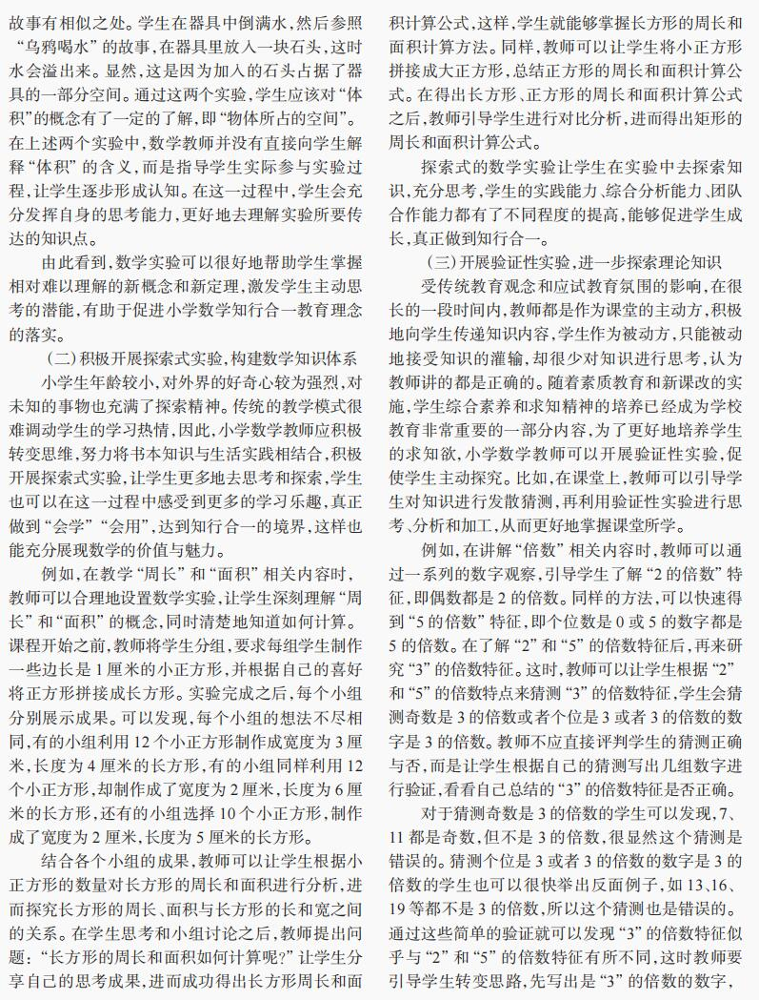 故事有相似之处。学生在器具中倒满水,然后参照
“乌鸦喝水”的故事,在器具里放入一块石头,这时
水会溢出来。显然,这是因为加入的石头占据了器
具的一部分空间。通过这两个实验,学生应该对“体
积”的概念有了一定的了解,即“物体所占的空间”。
在上述两个实验中,数学教师并没有直接向学生解
释“体积”的含义,而是指导学生实际参与实验过
程,让学生逐步形成认知。在这一过程中,学生会充
分发挥自身的思考能力,更好地去理解实验所要传
达的知识点。
由此看到,数学实验可以很好地帮助学生掌握
相对难以理解的新概念和新定理,激发学生主动思
考的潜能,有助于促进小学数学知行合一教育理念
的落实。
(二)积极开展探索式实验,构建数学知识体系
小学生年龄较小,对外界的好奇心较为强烈,对
未知的事物也充满了探索精神。传统的教学模式很
难调动学生的学习热情,因此,小学数学教师应积极
转变思维,努力将书本知识与生活实践相结合,积极
开展探索式实验,让学生更多地去思考和探索,学生
也可以在这一过程中感受到更多的学习乐趣,真正
做到“会学”“会用”,达到知行合一的境界,这样也
能充分展现数学的价值与魅力。
例如,在教学“周长”和“面积”相关内容时,
教师可以合理地设置数学实验,让学生深刻理解“周
长”和“面积”的概念,同时清楚地知道如何计算。
课程开始之前,教师将学生分组,要求每组学生制作
一些边长是1厘米的小正方形,并根据自己的喜好
将正方形拼接成长方形。实验完成之后,每个小组
分别展示成果。可以发现,每个小组的想法不尽相
同,有的小组利用12个小正方形制作成宽度为3厘
米,长度为4厘米的长方形,有的小组同样利用12
个小正方形,却制作成了宽度为2厘米,长度为6厘
米的长方形,还有的小组选择10个小正方形,制作
成了宽度为2厘米,长度为5厘米的长方形。
结合各个小组的成果,教师可以让学生根据小
正方形的数量对长方形的周长和面积进行分析,进
而探究长方形的周长、面积与长方形的长和宽之间
的关系。在学生思考和小组讨论之后,教师提出问
题:“长方形的周长和面积如何计算呢?”让学生分
享自己的思考成果,进而成功得出长方形周长和面
积计算公式,这样,学生就能够掌握长方形的周长和
面积计算方法。同样,教师可以让学生将小正方形
拼接成大正方形,总结正方形的周长和面积计算公
式。在得出长方形、正方形的周长和面积计算公式
之后,教师引导学生进行对比分析,进而得出矩形的
周长和面积计算公式。
探索式的数学实验让学生在实验中去探索知
识,充分思考,学生的实践能力、综合分析能力、团队
合作能力都有了不同程度的提高,能够促进学生成
长,真正做到知行合一。
(三)开展验证性实验,进一步探索理论知识
受传统教育观念和应试教育氛围的影响,在很
长的一段时间内,教师都是作为课堂的主动方,积极
地向学生传递知识内容,学生作为被动方,只能被动
地接受知识的灌输,却很少对知识进行思考,认为
教师讲的都是正确的。随着素质教育和新课改的实
施,学生综合素养和求知精神的培养已经成为学校
教育非常重要的一部分内容,为了更好地培养学生
的求知欲,小学数学教师可以开展验证性实验,促
使学生主动探究。比如,在课堂上,教师可以引导学
生对知识进行发散猜测,再利用验证性实验进行思
考、分析和加工,从而更好地掌握课堂所学。
例如,在讲解“倍数”相关内容时,教师可以通
过一系列的数字观察,引导学生了解“2的倍数”特
征,即偶数都是2的倍数。同样的方法,可以快速得
到“5的倍数”特征,即个位数是0或5的数字都是
5的倍数。在了解“2”和“5”的倍数特征后,再来研
究“3”的倍数特征。这时,教师可以让学生根据“2”
和“5”的倍数特点来猜测“3”的倍数特征,学生会猜
测奇数是3的倍数或者个位是3或者3的倍数的数
字是3的倍数。教师不应直接评判学生的猜测正确
与否,而是让学生根据自己的猜测写出几组数字进
行验证,看看自己总结的“3”的倍数特征是否正确。
对于猜测奇数是3的倍数的学生可以发现,7、
11都是奇数,但不是3的倍数,很显然这个猜测是
错误的。猜测个位是3或者3的倍数的数字是3的
倍数的学生也可以很快举出反面例子,如13、16、
19等都不是3的倍数,所以这个猜测也是错误的。
通过这些简单的验证就可以发现“3”的倍数特征似
乎与“2”和“5”的倍数特征有所不同,这时教师要
引导学生转变思路,先写出是“3”的倍数的数字,